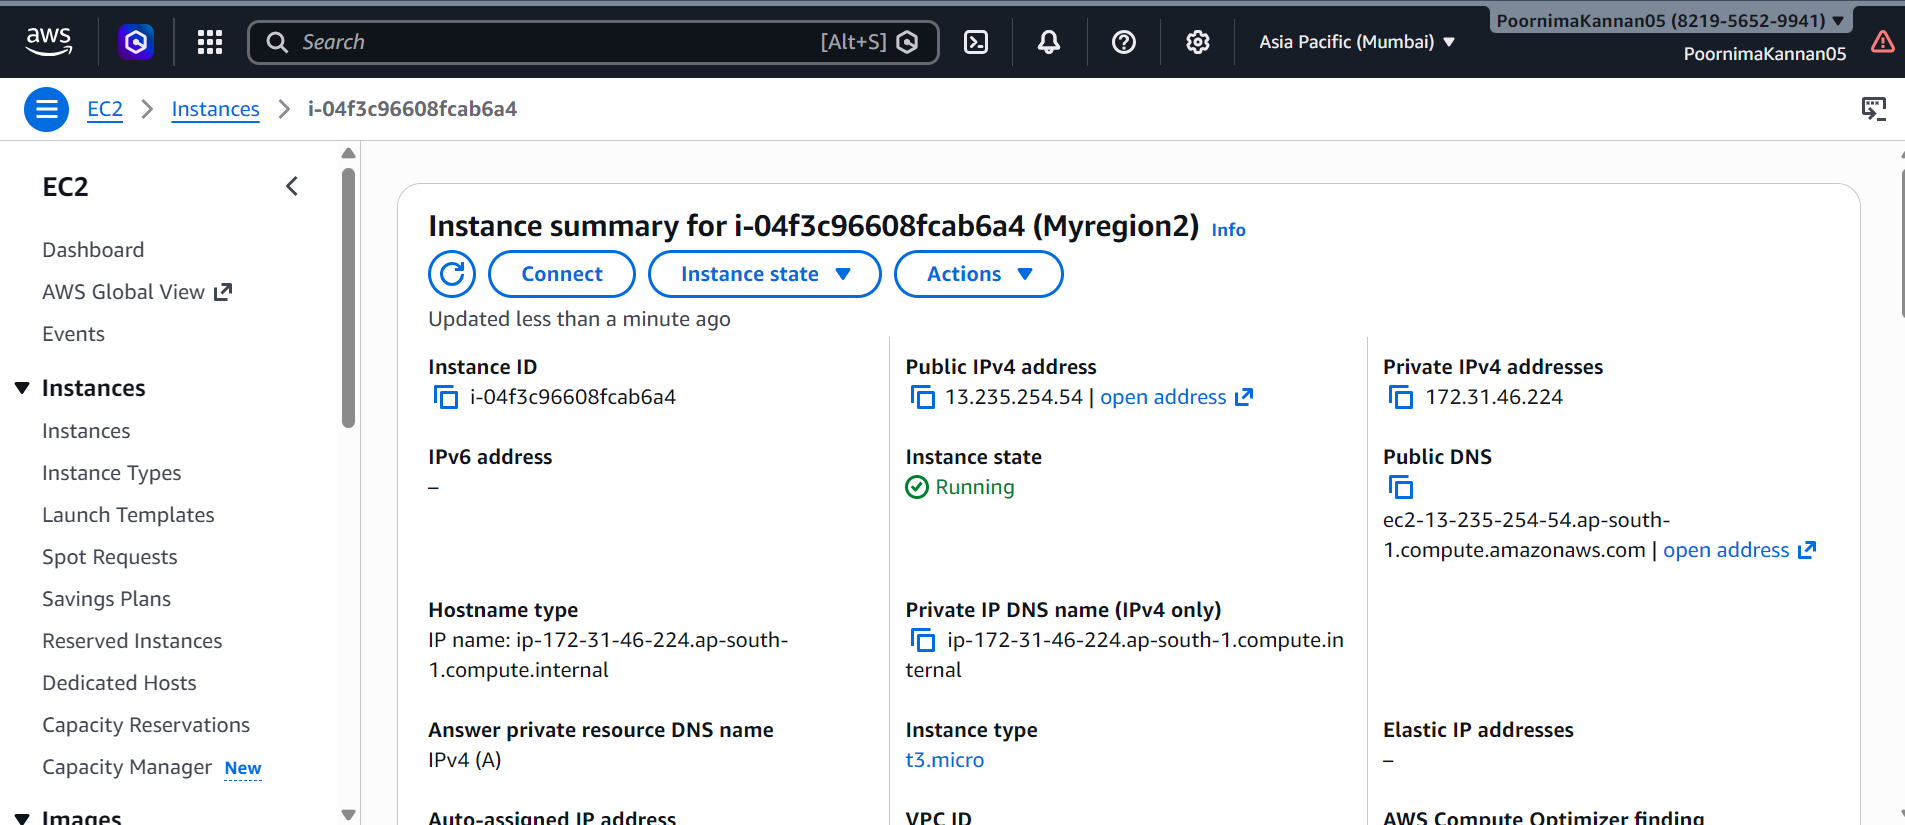 aws
Search
[Alt+S]
Asia Pacific (Mumbai)
PoornimaKannan05 (8219-5652-9941)
PoornimaKannan05
EC2
Instances
i-04f3c96608fcab6a4
EC2
Dashboard
AWS Global View
Events
Instances
Instances
Instance Types
Launch Templates
Spot Requests
Savings Plans
Reserved Instances
Dedicated Hosts
Capacity Reservations
Capacity Manager New
Images
Instance summary for i-04f3c96608fcab6a4 (Myregion2) Info
Connect
Instance state
Actions
Updated less than a minute ago
Instance ID
i-04f3c96608fcab6a4
Public IPv4 address
13.235.254.54 | open address
Private IPv4 addresses
172.31.46.224
IPv6 address
–
Instance state
Running
Public DNS
ec2-13-235-254-54.ap-south-
1.compute.amazonaws.com | open address
Hostname type
IP name: ip-172-31-46-224.ap-south-
1.compute.internal
Private IP DNS name (IPv4 only)
ip-172-31-46-224.ap-south-1.compute.in
ternal
Answer private resource DNS name
IPv4 (A)
Instance type
t3.micro
Elastic IP addresses
–
Auto-assigned IP address
VPC ID
AWS Compute Optimizer finding